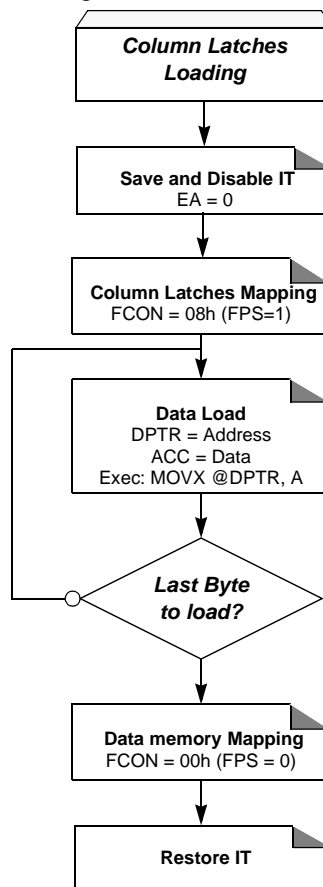 Column Latches
Loading
Save and Disable IT
EA = 0
Column Latches Mapping
FCON = 08h (FPS=1)
Data Load
DPTR = Address
ACC = Data
Exec: MOVX @DPTR, A
Last Byte
to load?
Data memory Mapping
FCON = 00h (FPS = 0)
Restore IT